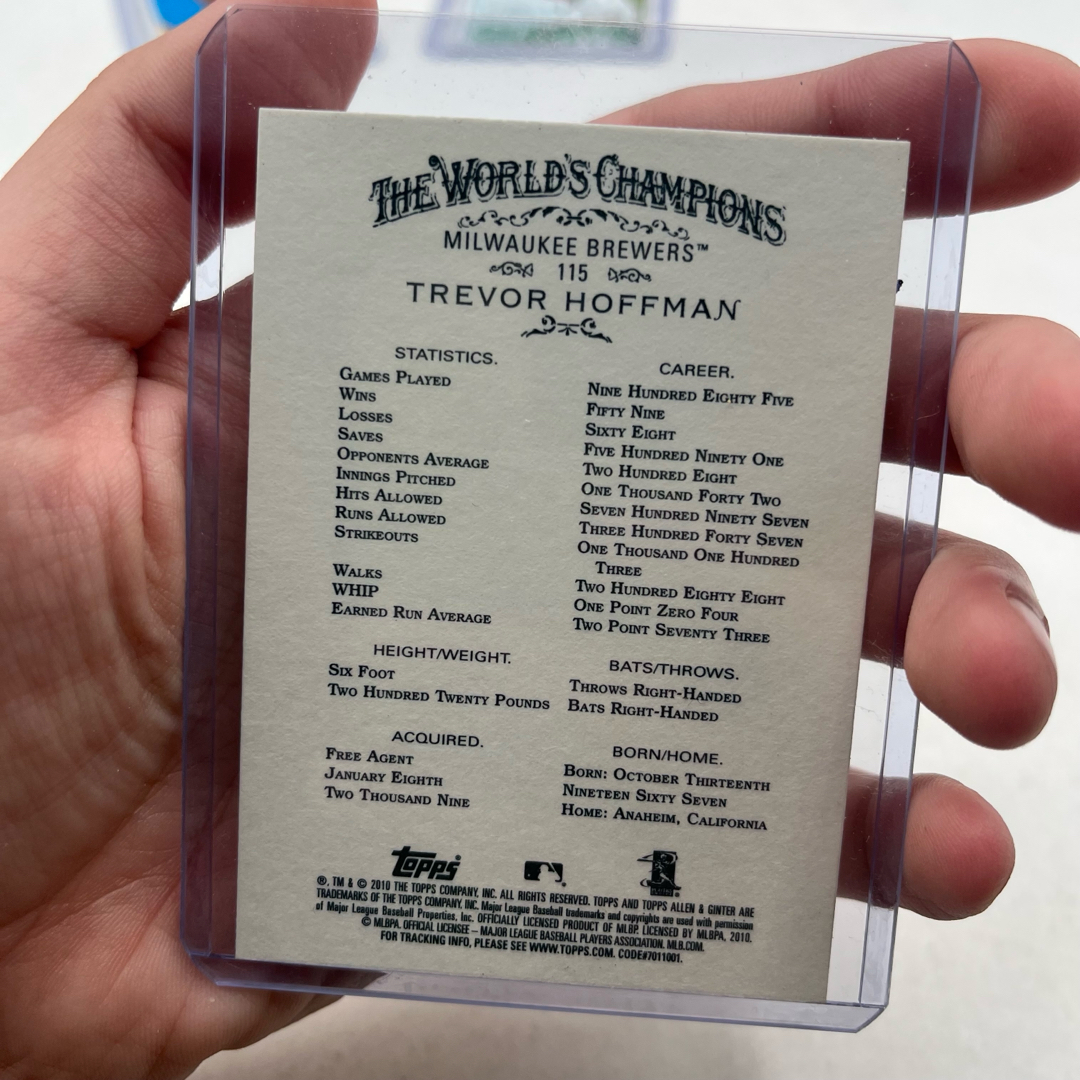 THE WORLD'S CHAMPIONS
MILWAUKEE BREWERS™
115
TREVOR HOFFMAN
STATISTICS.
GAMES PLAYED
WINS
LOSSES
SAVES
OPPONENTS AVERAGE
INNINGS PITCHED
HITS ALLOWED
RUNS ALLOWED
STRIKEOUTS
WALKS
WHIP
EARNED RUN AVERAGE
CAREER.
NINE HUNDRED EIGHTY FIVE
FIFTY NINE
SIXTY EIGHT
FIVE HUNDRED NINETY ONE
TWO HUNDRED EIGHT
ONE THOUSAND FORTY TWO
SEVEN HUNDRED NINETY SEVEN
THREE HUNDRED FORTY SEVEN
ONE THOUSAND ONE HUNDRED
THREE
TWO HUNDRED EIGHTY EIGHT
ONE POINT ZERO FOUR
TWO POINT SEVENTY THREE
HEIGHT/WEIGHT.
SIX FOOT
TWO HUNDRED TWENTY POUNDS
BATS/THROWS.
THROWS RIGHT-HANDED
BATS RIGHT-HANDED
ACQUIRED.
FREE AGENT
JANUARY EIGHTH
TWO THOUSAND NINE
BORN/HOME.
BORN: OCTOBER THIRTEENTH
NINETEEN SIXTY SEVEN
HOME: ANAHEIM, CALIFORNIA
Topps
®, TM & © 2010 THE TOPPS COMPANY, INC. ALL RIGHTS RESERVED. TOPPS AND TOPPS ALLEN & GINTER ARE
TRADEMARKS OF THE TOPPS COMPANY, INC. Major League Baseball trademarks and copyrights are used with permission
of Major League Baseball Properties, Inc. OFFICIALLY LICENSED PRODUCT OF MLBP. LICENSED BY MLBPA, 2010.
© MLBPA. OFFICIAL LICENSEE – MAJOR LEAGUE BASEBALL PLAYERS ASSOCIATION. MLB.COM
FOR TRACKING INFO, PLEASE SEE WWW.TOPPS.COM. CODE#7011001.